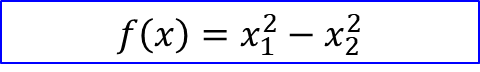 f(x) = x₁² − x₂²